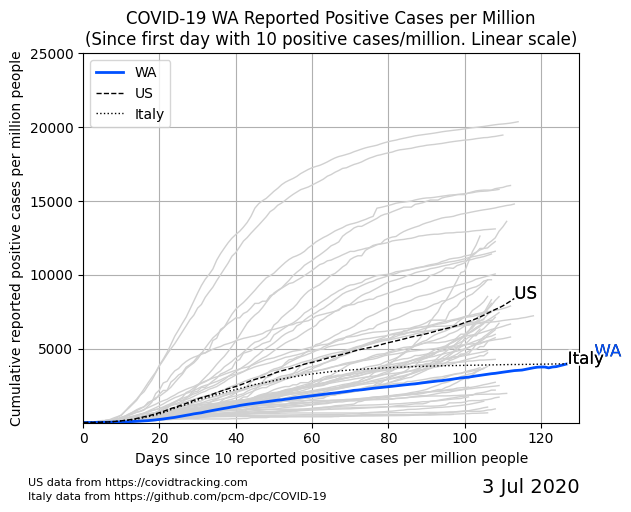 COVID-19 WA Reported Positive Cases per Million
(Since first day with 10 positive cases/million. Linear scale)
Cumulative reported positive cases per million people
25000
20000
15000
10000
5000
WA
US
Italy
US
WA
Italy
0
20
40
60
80
100
120
Days since 10 reported positive cases per million people
US data from https://covidtracking.com
Italy data from https://github.com/pcm-dpc/COVID-19
3 Jul 2020